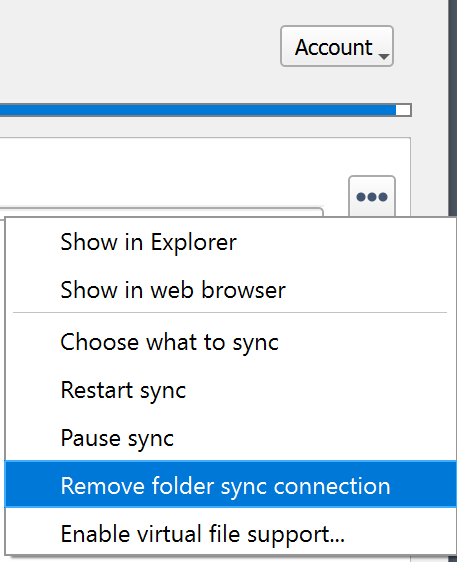 Account
Show in Explorer
Show in web browser
Choose what to sync
Restart sync
Pause sync
Remove folder sync connection
Enable virtual file support...